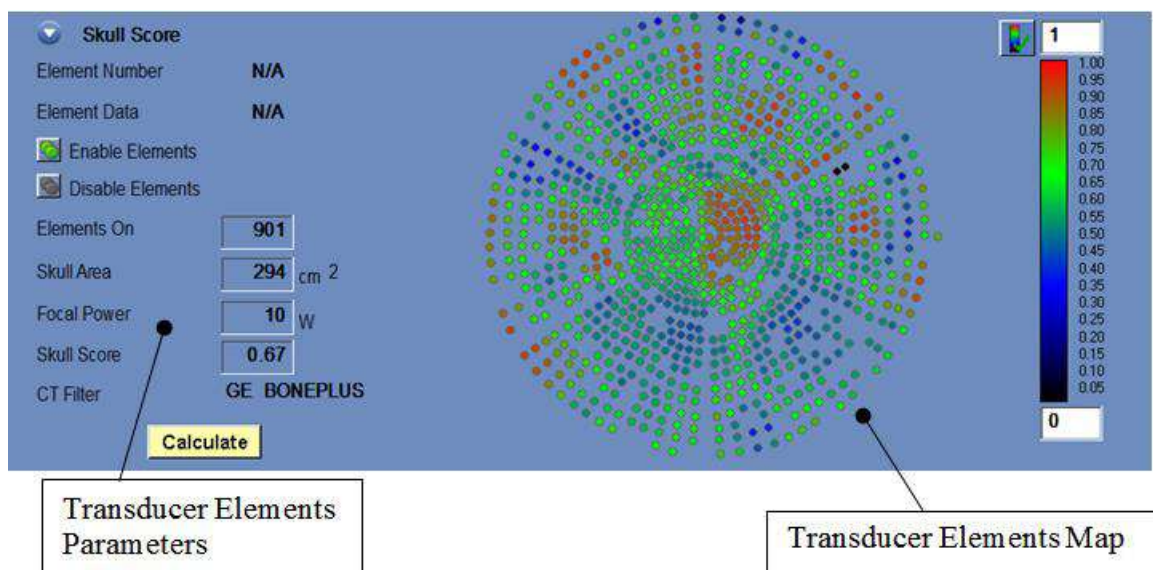 Skull Score
Element Number N/A
Element Data N/A
Enable Elements
Disable Elements
Elements On 901
Skull Area 294 cm 2
Focal Power 10 W
Skull Score 0.67
CT Filter GE BONEPLUS
Calculate
1
1.00
0.95
0.90
0.85
0.80
0.75
0.70
0.65
0.60
0.55
0.50
0.45
0.40
0.35
0.30
0.25
0.20
0.15
0.10
0.05
0
Transducer Elements
Parameters
Transducer Elements Map